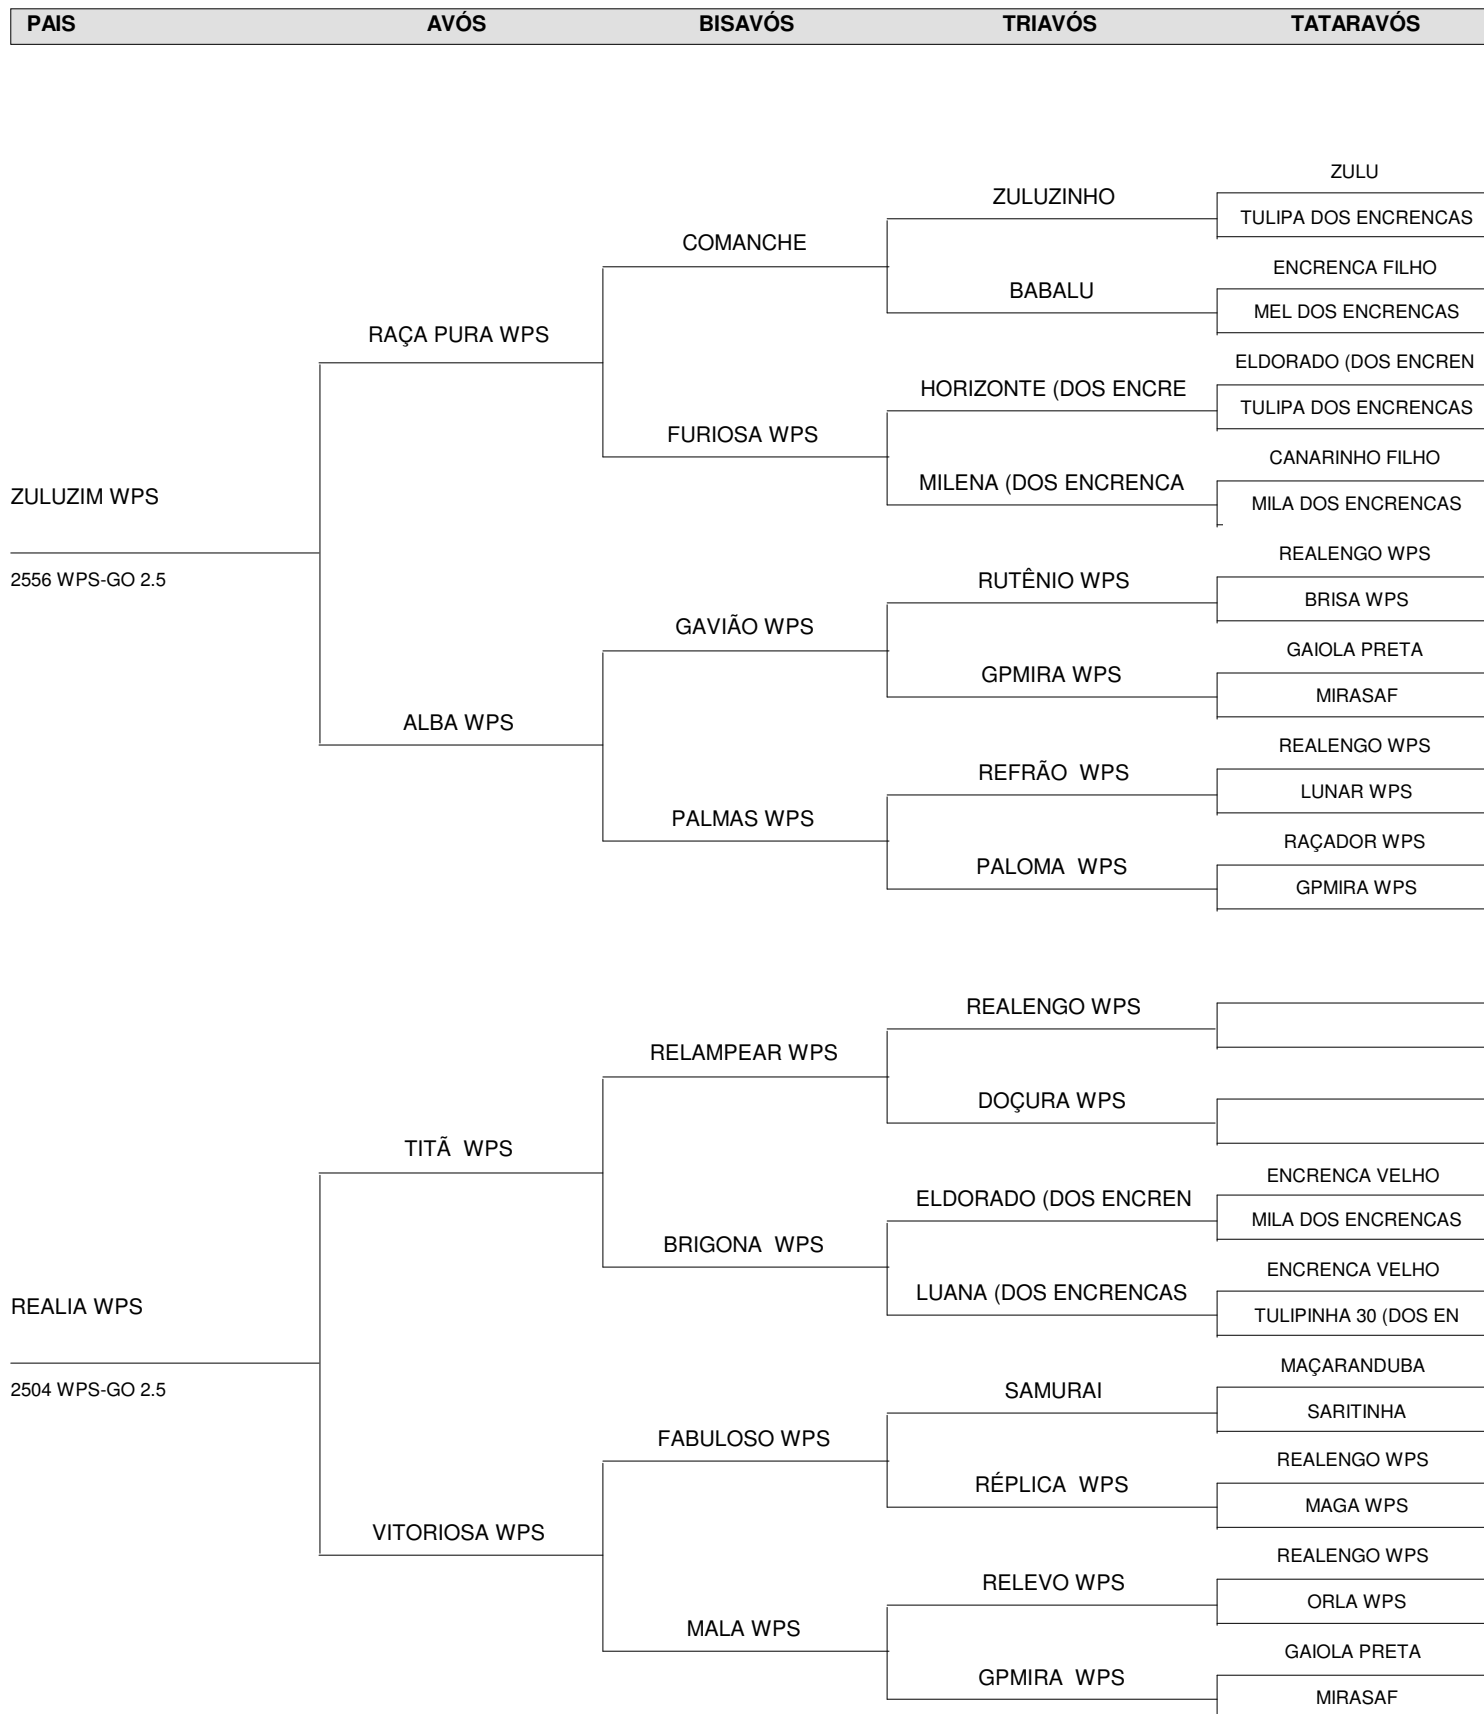 PAIS AVÓS BISAVÓS TRIAVÓS TATARAVÓS
ZULU
ZULUZINHO
TULIPA DOS ENCRENCAS
COMANCHE
ENCRENCA FILHO
BABALU
MEL DOS ENCRENCAS
RAÇA PURA WPS
ELDORADO (DOS ENCREN
HORIZONTE (DOS ENCRE
TULIPA DOS ENCRENCAS
FURIOSA WPS
CANARINHO FILHO
MILENA (DOS ENCRENCA
ZULUZIM WPS
MILA DOS ENCRENCAS
REALENGO WPS
2556 WPS-GO 2.5
RUTÊNIO WPS
BRISA WPS
GAVIÃO WPS
GAIOLA PRETA
GPMIRA WPS
MIRASAF
ALBA WPS
REALENGO WPS
REFRÃO WPS
LUNAR WPS
PALMAS WPS
RAÇADOR WPS
PALOMA WPS
GPMIRA WPS
REALENGO WPS
RELAMPEAR WPS
DOÇURA WPS
TITÃ WPS
ENCRENCA VELHO
ELDORADO (DOS ENCREN
MILA DOS ENCRENCAS
BRIGONA WPS
ENCRENCA VELHO
LUANA (DOS ENCRENCAS
REALIA WPS
TULIPINHA 30 (DOS EN
MAÇARANDUBA
2504 WPS-GO 2.5
SAMURAI
SARITINHA
FABULOSO WPS
REALENGO WPS
RÉPLICA WPS
MAGA WPS
VITORIOSA WPS
REALENGO WPS
RELEVO WPS
ORLA WPS
MALA WPS
GAIOLA PRETA
GPMIRA WPS
MIRASAF